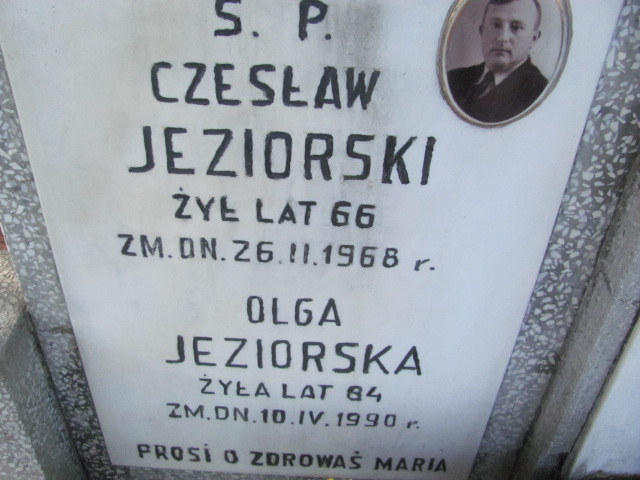 Ś. P.
CZESŁAW
JEZIORSKI
ŻYŁ LAT 66
ZM. DN. 26. II. 1968 r.
OLGA
JEZIORSKA
ŻYŁA LAT 84
ZM. DN. 10. IV. 1990 r.
PROSI O ZDROWAŚ MARIA